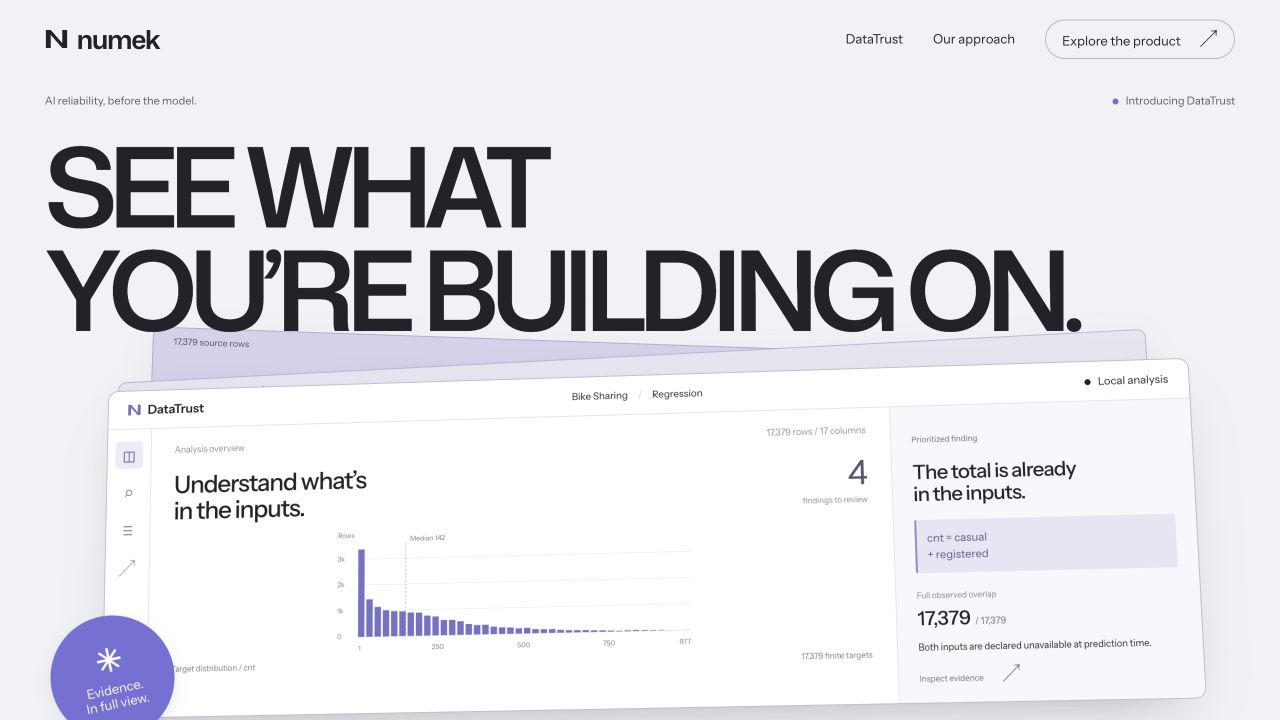 numek
DataTrust
Our approach
Explore the product
AI reliability, before the model.
Introducing DataTrust
SEE WHAT
YOU’RE BUILDING ON.
17,379 source rows
DataTrust
Bike Sharing / Regression
Local analysis
Analysis overview
17,379 rows / 17 columns
Understand what’s
in the inputs.
4
findings to review
Rows
Median 142
3k
2k
1k
0
1
250
500
750
977
Target distribution / cnt
17,379 finite targets
Prioritized finding
The total is already
in the inputs.
cnt = casual
+ registered
Full observed overlap
17,379 / 17,379
Both inputs are declared unavailable at prediction time.
Inspect evidence
Evidence.
In full view.